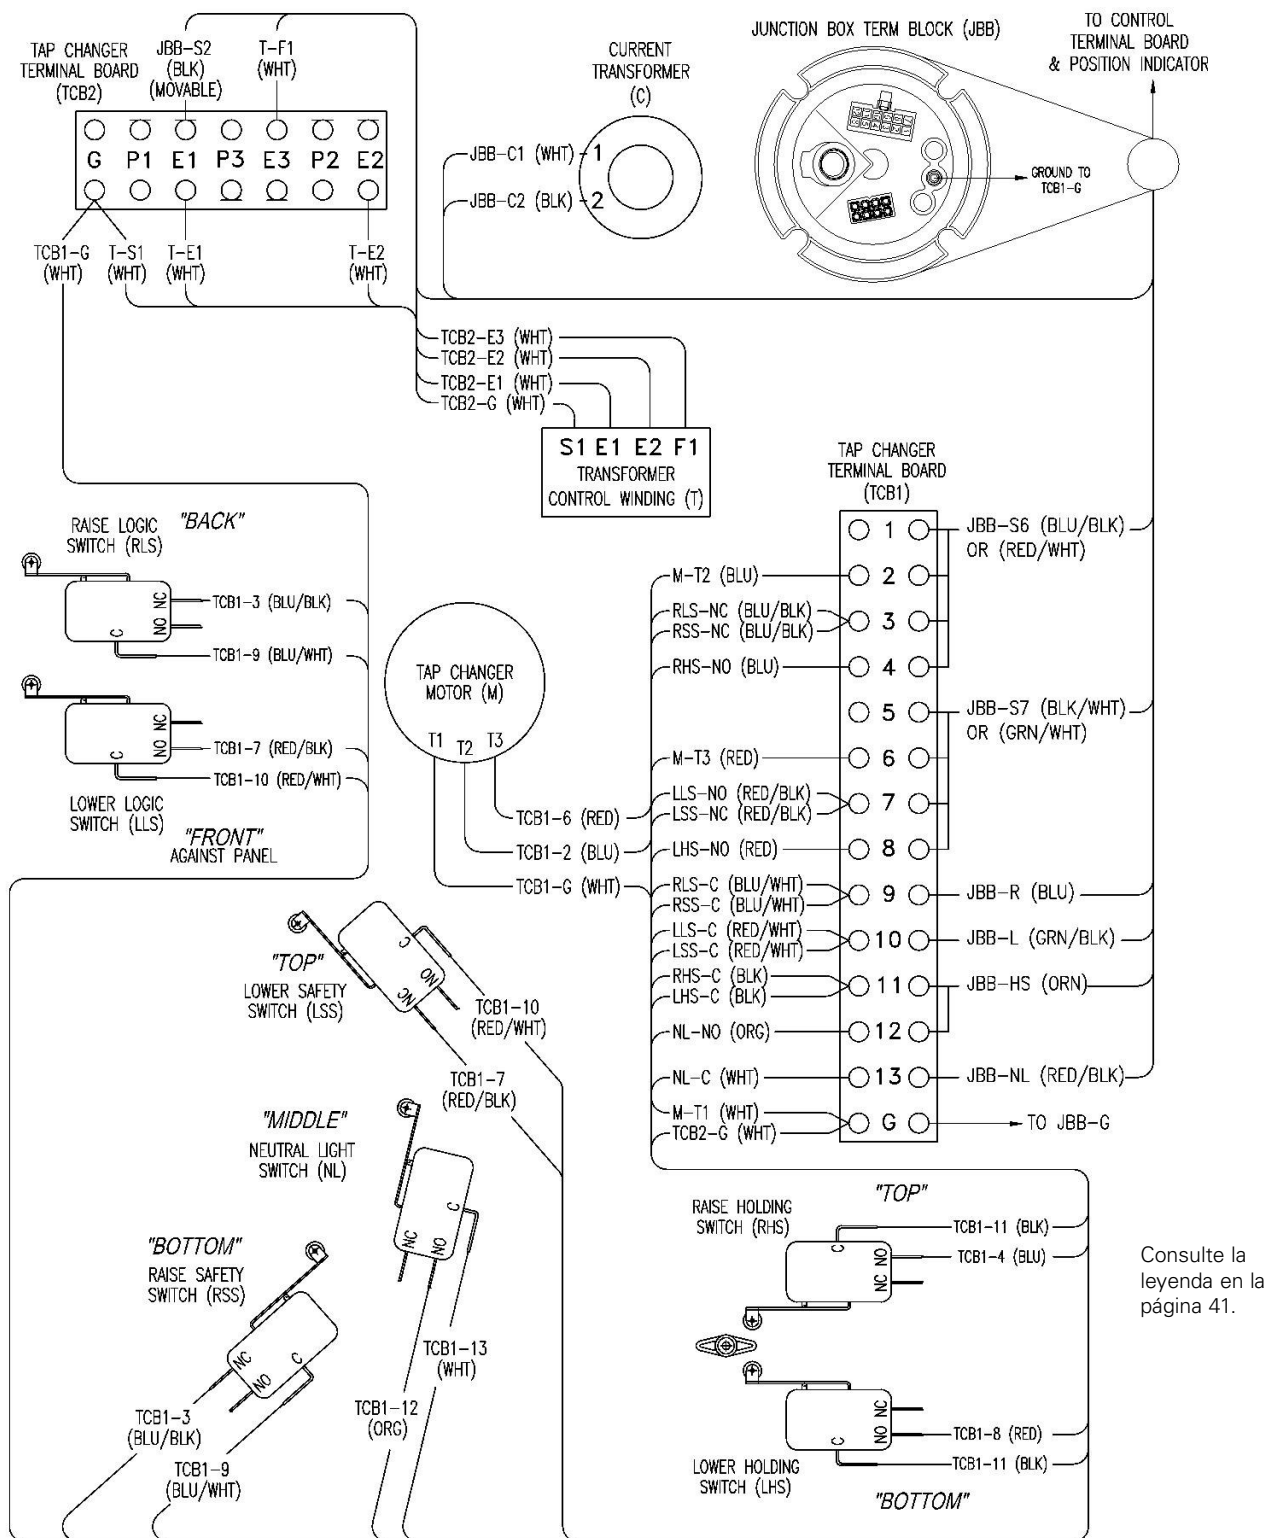 TAP CHANGER
TERMINAL BOARD
(TCB2)
JBB-S2
(BLK)
(MOVABLE)
T-F1
(WHT)
G P1 E1 P3 E3 P2 E2
TCB1-G
(WHT)
T-S1
(WHT)
T-E1
(WHT)
T-E2
(WHT)
CURRENT
TRANSFORMER
(C)
JBB-C1 (WHT) 1
JBB-C2 (BLK) 2
JUNCTION BOX TERM BLOCK (JBB)
GROUND TO
TCB1-G
TO CONTROL
TERMINAL BOARD
& POSITION INDICATOR
TCB2-E3 (WHT)
TCB2-E2 (WHT)
TCB2-E1 (WHT)
TCB2-G (WHT)
S1 E1 E2 F1
TRANSFORMER
CONTROL WINDING (T)
TAP CHANGER
TERMINAL BOARD
(TCB1)
1 JBB-S6 (BLU/BLK)
OR (RED/WHT)
M-T2 (BLU) 2
RLS-NC (BLU/BLK)
RSS-NC (BLU/BLK)
3
RHS-NO (BLU) 4
5 JBB-S7 (BLK/WHT)
OR (GRN/WHT)
M-T3 (RED) 6
LLS-NO (RED/BLK)
LSS-NC (RED/BLK)
7
LHS-NO (RED) 8
RLS-C (BLU/WHT)
RSS-C (BLU/WHT)
9 JBB-R (BLU)
LLS-C (RED/WHT)
LSS-C (RED/WHT)
10 JBB-L (GRN/BLK)
RHS-C (BLK)
LHS-C (BLK)
11 JBB-HS (ORN)
NL-NO (ORG) 12
NL-C (WHT) 13 JBB-NL (RED/BLK)
M-T1 (WHT)
TCB2-G (WHT)
G TO JBB-G
"BACK"
RAISE LOGIC
SWITCH (RLS)
C NO NC
TCB1-3 (BLU/BLK)
TCB1-9 (BLU/WHT)
C NO NC
TCB1-7 (RED/BLK)
TCB1-10 (RED/WHT)
LOWER LOGIC
SWITCH (LLS)
"FRONT"
AGAINST PANEL
TAP CHANGER
MOTOR (M)
T1 T2 T3
TCB1-6 (RED)
TCB1-2 (BLU)
TCB1-G (WHT)
"TOP"
LOWER SAFETY
SWITCH (LSS)
C NO NC
TCB1-10
(RED/WHT)
TCB1-7
(RED/BLK)
"MIDDLE"
NEUTRAL LIGHT
SWITCH (NL)
C NC NO
TCB1-13
(WHT)
TCB1-12
(ORG)
"BOTTOM"
RAISE SAFETY
SWITCH (RSS)
NC NO C
TCB1-3
(BLU/BLK)
TCB1-9
(BLU/WHT)
"TOP"
RAISE HOLDING
SWITCH (RHS)
C NC NO
TCB1-11 (BLK)
TCB1-4 (BLU)
C NO NC
TCB1-8 (RED)
TCB1-11 (BLK)
LOWER HOLDING
SWITCH (LHS)
"BOTTOM"
Consulte la
leyenda en la
página 41.